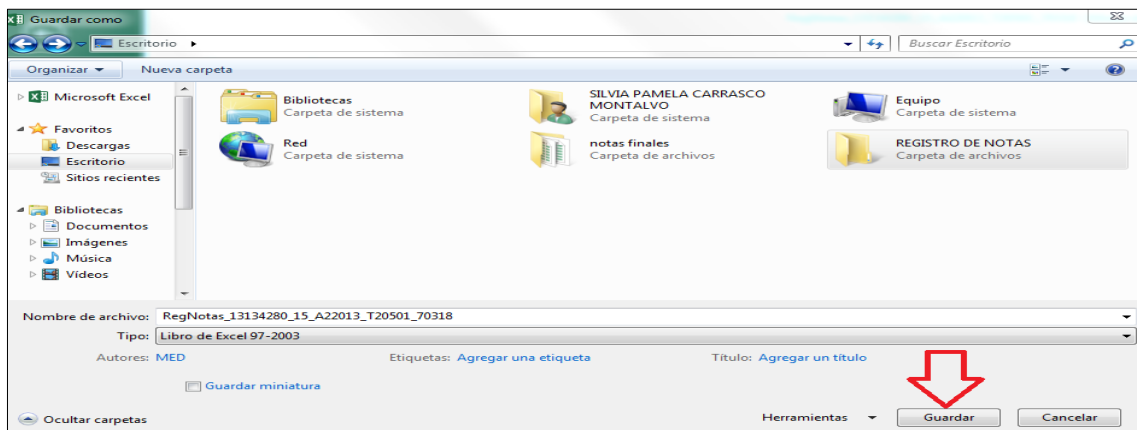 Guardar como
Escritorio
Buscar Escritorio
Organizar
Nueva carpeta
Microsoft Excel
Favoritos
Descargas
Escritorio
Sitios recientes
Bibliotecas
Documentos
Imágenes
Música
Vídeos
Bibliotecas
Carpeta de sistema
SILVIA PAMELA CARRASCO
MONTALVO
Carpeta de sistema
Equipo
Carpeta de sistema
Red
Carpeta de sistema
notas finales
Carpeta de archivos
REGISTRO DE NOTAS
Carpeta de archivos
Nombre de archivo: RegNotas_13134280_15_A22013_T20501_70318
Tipo: Libro de Excel 97-2003
Autores: MED
Etiquetas: Agregar una etiqueta
Título: Agregar un título
Guardar miniatura
Ocultar carpetas
Herramientas
Guardar
Cancelar